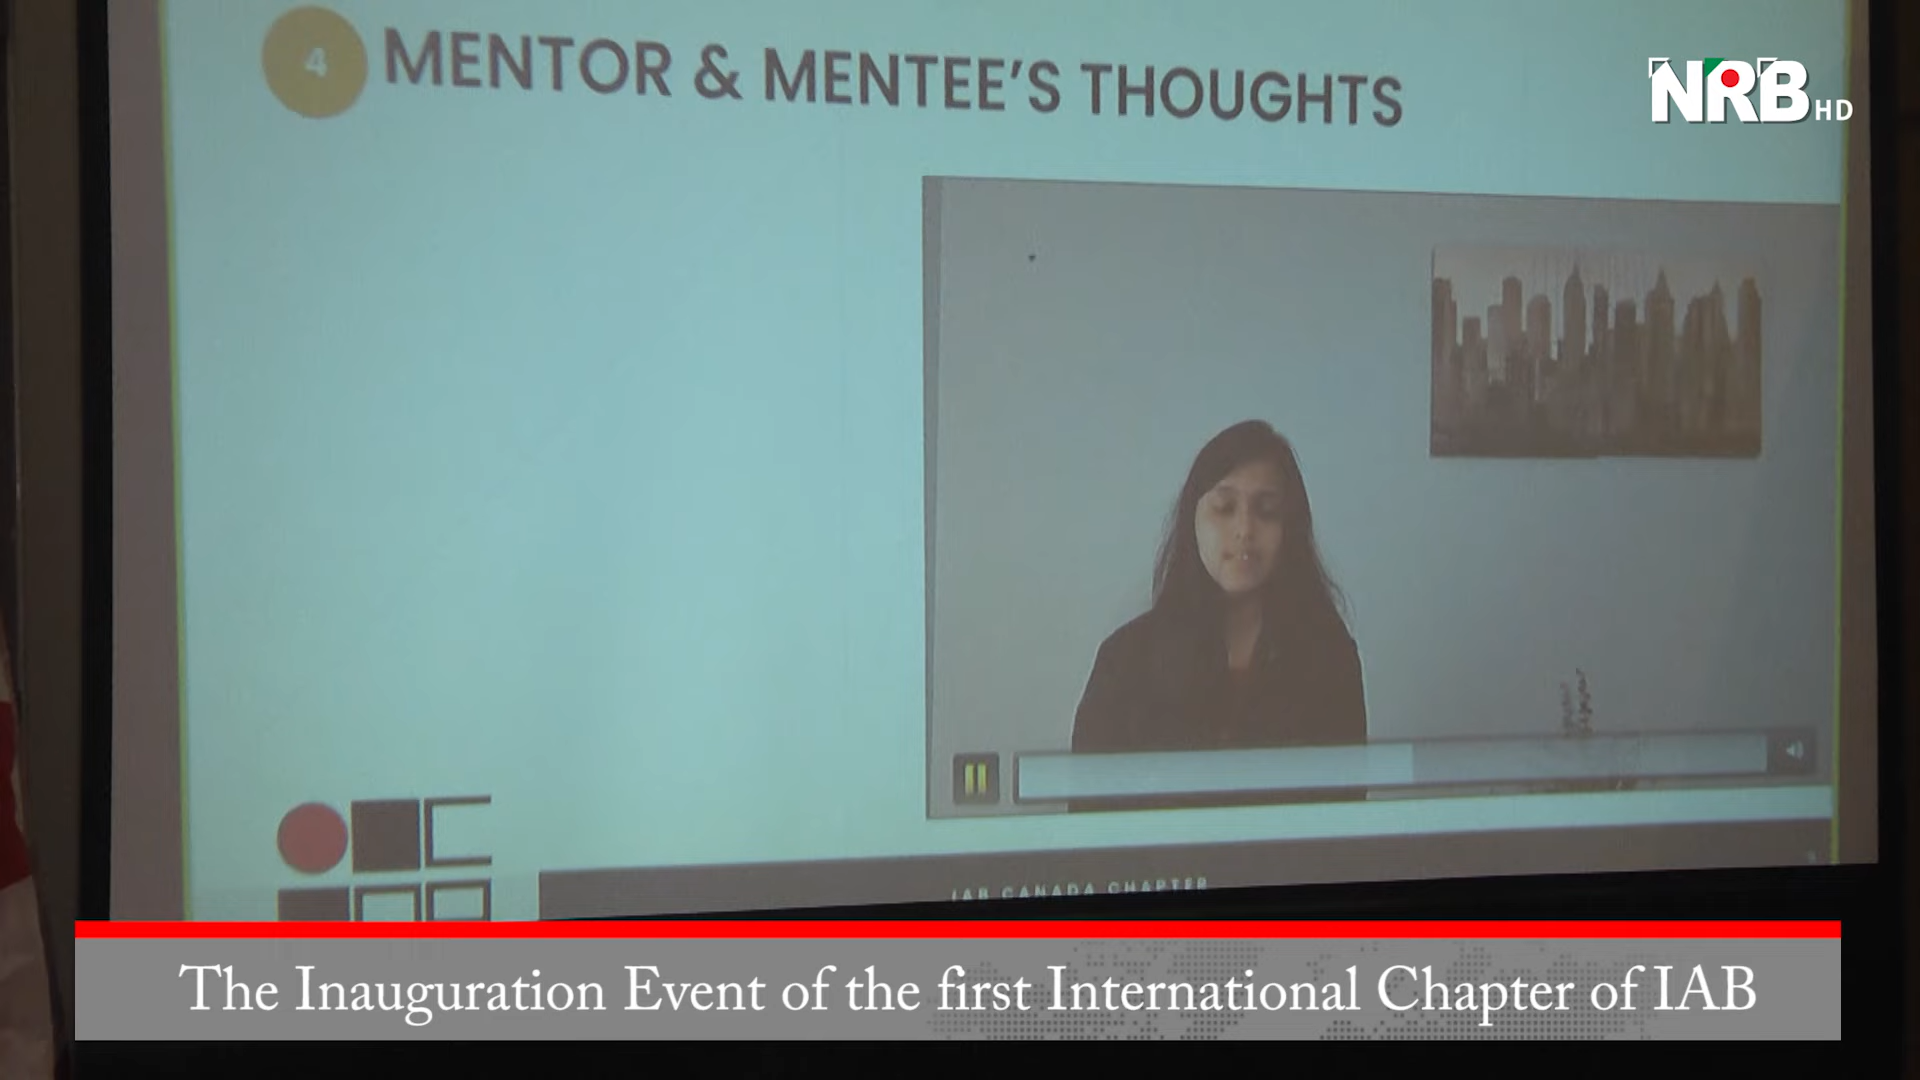 4 MENTOR & MENTEE'S THOUGHTS
NRB HD
IAB CANADA CHAPTER
The Inauguration Event of the first International Chapter of IAB